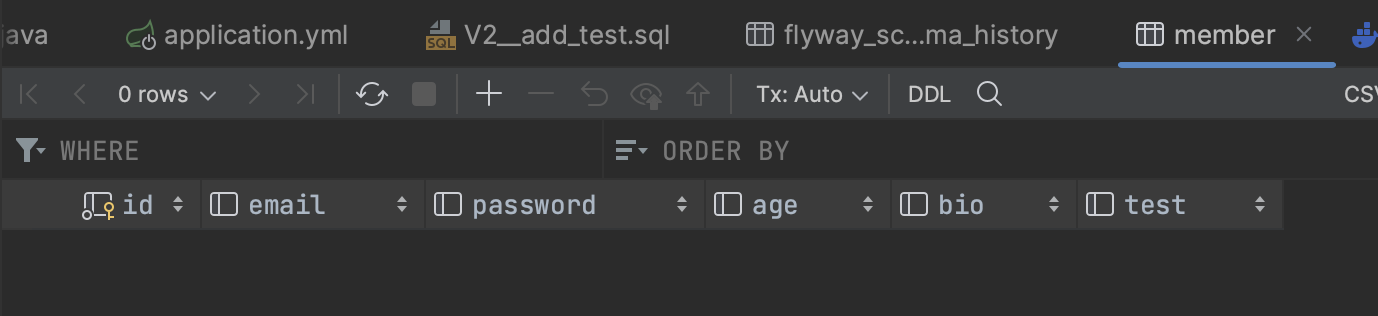 java application.yml SQL V2__add_test.sql flyway_sc...ma_history member
0 rows Tx: Auto DDL CSV
WHERE ORDER BY
id email password age bio test